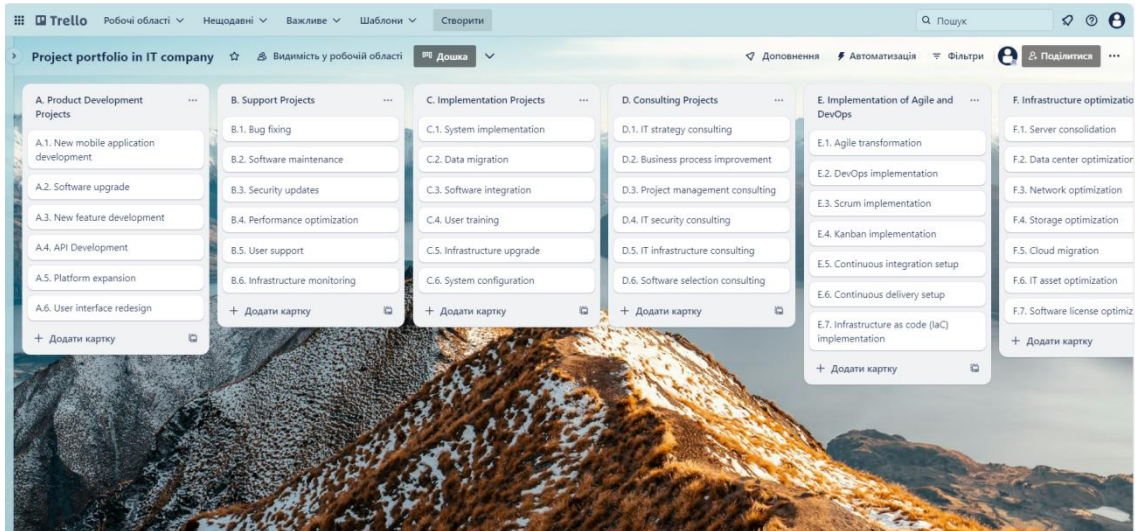 Trello Робочі області Нещодавні Важливе Шаблони Створити Пошук
Project portfolio in IT company Видимість у робочій області Дошка Доповнення Автоматизація Фільтри Поділитися
A. Product Development
Projects
A.1. New mobile application
development
A.2. Software upgrade
A.3. New feature development
A.4. API Development
A.5. Platform expansion
A.6. User interface redesign
+ Додати картку
B. Support Projects
B.1. Bug fixing
B.2. Software maintenance
B.3. Security updates
B.4. Performance optimization
B.5. User support
B.6. Infrastructure monitoring
+ Додати картку
C. Implementation Projects
C.1. System implementation
C.2. Data migration
C.3. Software integration
C.4. User training
C.5. Infrastructure upgrade
C.6. System configuration
+ Додати картку
D. Consulting Projects
D.1. IT strategy consulting
D.2. Business process improvement
D.3. Project management consulting
D.4. IT security consulting
D.5. IT infrastructure consulting
D.6. Software selection consulting
+ Додати картку
E. Implementation of Agile and
DevOps
E.1. Agile transformation
E.2. DevOps implementation
E.3. Scrum implementation
E.4. Kanban implementation
E.5. Continuous integration setup
E.6. Continuous delivery setup
E.7. Infrastructure as code (IaC)
implementation
+ Додати картку
F. Infrastructure optimizatio
F.1. Server consolidation
F.2. Data center optimization
F.3. Network optimization
F.4. Storage optimization
F.5. Cloud migration
F.6. IT asset optimization
F.7. Software license optimiz
+ Додати картку